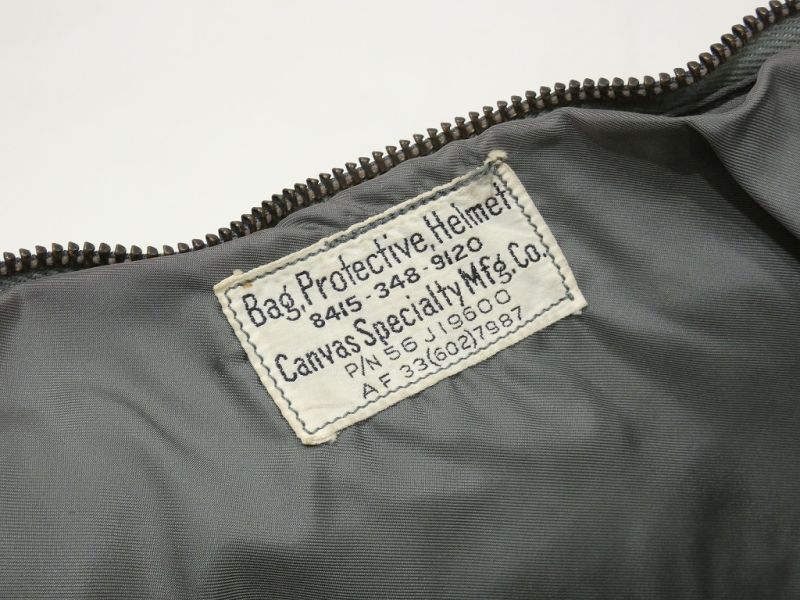 Bag, Protective, Helmet
8415-348-9120
Canvas Specialty Mfg. Co.
P/N 56 J19600
AF 33(602)7987